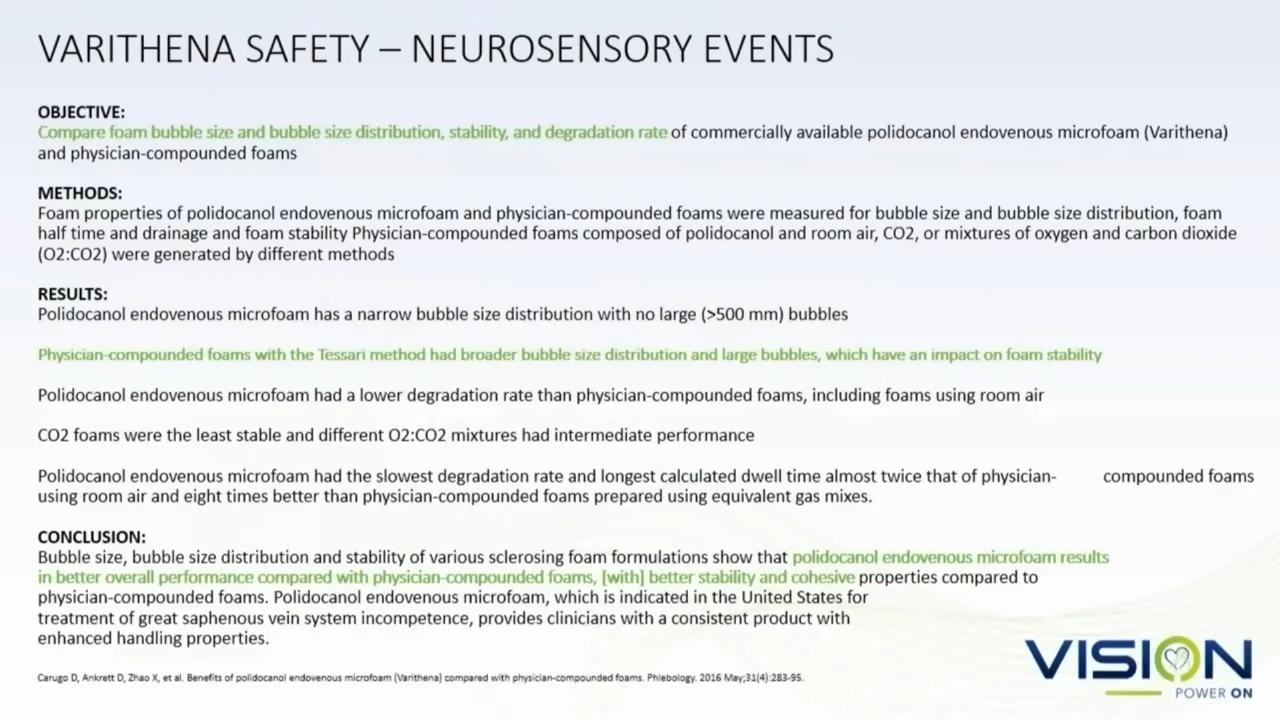 VARITHENA SAFETY – NEUROSENSORY EVENTS
OBJECTIVE:
Compare foam bubble size and bubble size distribution, stability, and degradation rate of commercially available polidocanol endovenous microfoam (Varithena)
and physician-compounded foams
METHODS:
Foam properties of polidocanol endovenous microfoam and physician-compounded foams were measured for bubble size and bubble size distribution, foam
half time and drainage and foam stability Physician-compounded foams composed of polidocanol and room air, CO2, or mixtures of oxygen and carbon dioxide
(O2:CO2) were generated by different methods
RESULTS:
Polidocanol endovenous microfoam has a narrow bubble size distribution with no large (>500 mm) bubbles
Physician-compounded foams with the Tessari method had broader bubble size distribution and large bubbles, which have an impact on foam stability
Polidocanol endovenous microfoam had a lower degradation rate than physician-compounded foams, including foams using room air
CO2 foams were the least stable and different O2:CO2 mixtures had intermediate performance
Polidocanol endovenous microfoam had the slowest degradation rate and longest calculated dwell time almost twice that of physician- compounded foams
using room air and eight times better than physician-compounded foams prepared using equivalent gas mixes.
CONCLUSION:
Bubble size, bubble size distribution and stability of various sclerosing foam formulations show that polidocanol endovenous microfoam results
in better overall performance compared with physician-compounded foams, [with] better stability and cohesive properties compared to
physician-compounded foams. Polidocanol endovenous microfoam, which is indicated in the United States for
treatment of great saphenous vein system incompetence, provides clinicians with a consistent product with
enhanced handling properties.
Carugo D, Ankrett D, Zhao X, et al. Benefits of polidocanol endovenous microfoam (Varithena) compared with physician-compounded foams. Phlebology. 2016 May;31(4):283-95.
VISION
POWER ON